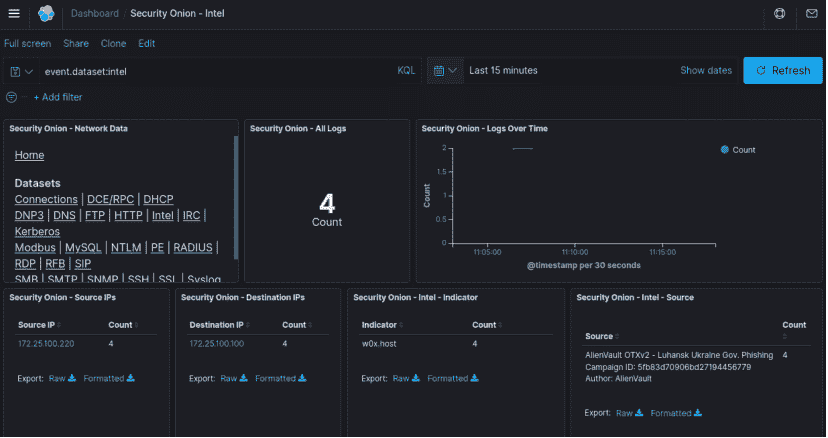 Dashboard / Security Onion - Intel
Full screen Share Clone Edit
event.dataset:intel KQL Last 15 minutes Show dates Refresh
+ Add filter
Security Onion - Network Data
Home
Datasets
Connections | DCE/RPC | DHCP
DNP3 | DNS | FTP | HTTP | Intel | IRC |
Kerberos
Modbus | MySQL | NTLM | PE | RADIUS |
RDP | RFB | SIP
SMB | SMTP | SNMP | SSH | SSL | Syslog
Security Onion - All Logs
4
Count
Security Onion - Logs Over Time
2
1.5
1
0.5
0
Count
11:05:00 11:10:00 11:15:00
@timestamp per 30 seconds
Count
Security Onion - Source IPs
Source IP Count
172.25.100.220 4
Export: Raw Formatted
Security Onion - Destination IPs
Destination IP Count
172.25.100.100 4
Export: Raw Formatted
Security Onion - Intel - Indicator
Indicator Count
w0x.host 4
Export: Raw Formatted
Security Onion - Intel - Source
Source Count
AlienVault OTXv2 - Luhansk Ukraine Gov. Phishing 4
Campaign ID: 5fb83d70906bd27194456779
Author: AlienVault
Export: Raw Formatted